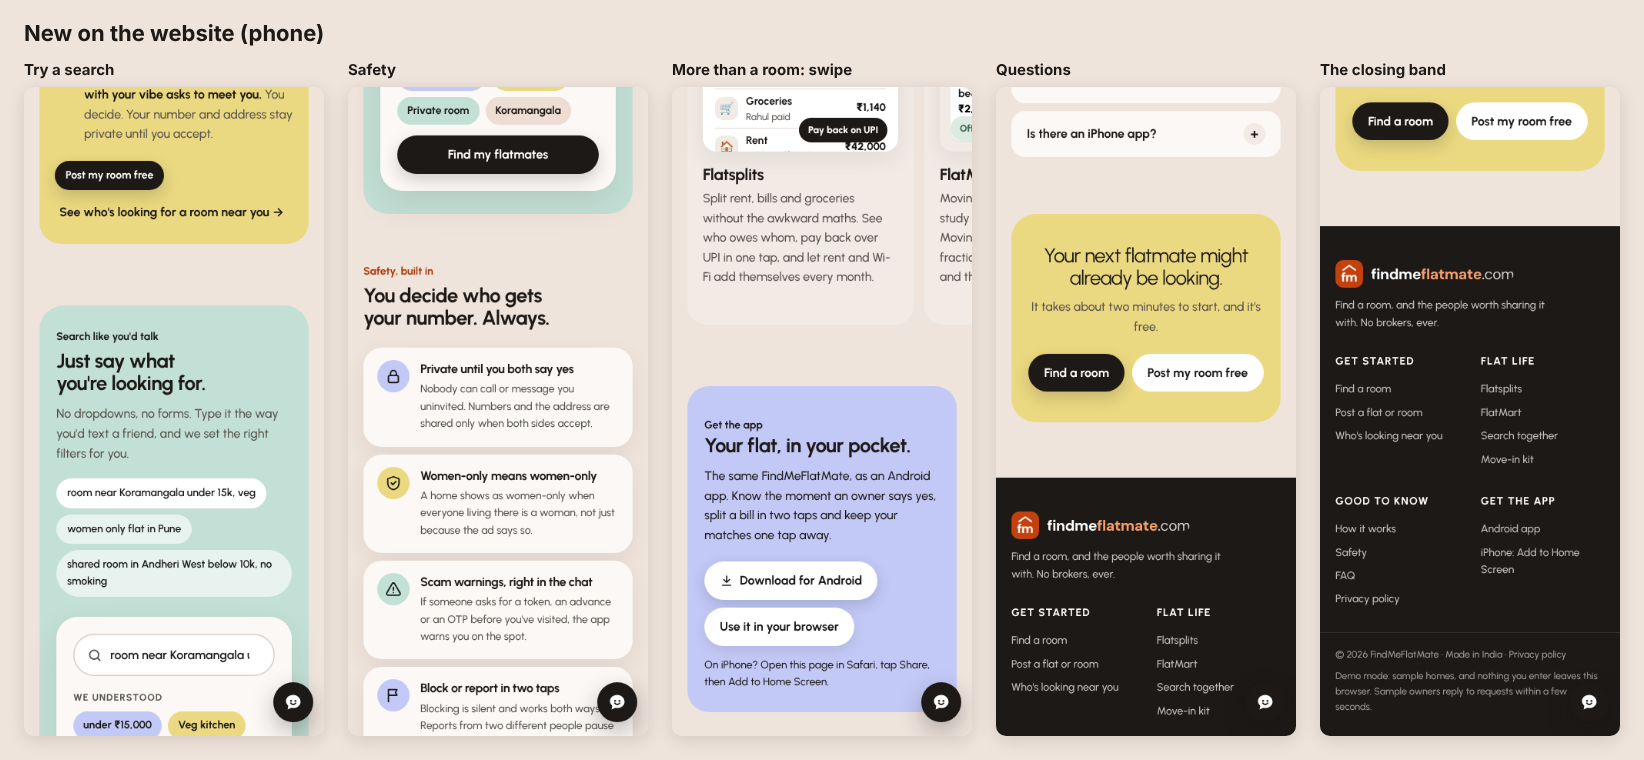 New on the website (phone)
Try a search
with your vibe asks to meet you. You
decide. Your number and address stay
private until you accept.
Post my room free
See who's looking for a room near you →
Search like you'd talk
Just say what
you're looking for.
No dropdowns, no forms. Type it the way
you'd text a friend, and we set the right
filters for you.
room near Koramangala under 15k, veg
women only flat in Pune
shared room in Andheri West below 10k, no
smoking
room near Koramangala
WE UNDERSTOOD
under ₹15,000
Veg kitchen
Safety
Private room
Koramangala
Find my flatmates
Safety, built in
You decide who gets
your number. Always.
Private until you both say yes
Nobody can call or message you
uninvited. Numbers and the address are
shared only when both sides accept.
Women-only means women-only
A home shows as women-only when
everyone living there is a woman, not just
because the ad says so.
Scam warnings, right in the chat
If someone asks for a token, an advance
or an OTP before you've visited, the app
warns you on the spot.
Block or report in two taps
Blocking is silent and works both ways.
Reports from two different people pause
More than a room: swipe
Groceries
₹1,140
Rahul paid
Pay back on UPI
Rent
₹42,000
Flatsplits
Split rent, bills and groceries
without the awkward maths. See
who owes whom, pay back over
UPI in one tap, and let rent and Wi-
Fi add themselves every month.
Get the app
Your flat, in your pocket.
The same FindMeFlatMate, as an Android
app. Know the moment an owner says yes,
split a bill in two taps and keep your
matches one tap away.
Download for Android
Use it in your browser
On iPhone? Open this page in Safari, tap Share,
then Add to Home Screen.
Questions
Is there an iPhone app?
+
Your next flatmate might
already be looking.
It takes about two minutes to start, and it's
free.
Find a room
Post my room free
fm findmeflatmate.com
Find a room, and the people worth sharing it
with. No brokers, ever.
GET STARTED
Find a room
Post a flat or room
Who's looking near you
FLAT LIFE
Flatsplits
FlatMart
Search together
Move-in kit
The closing band
Find a room
Post my room free
fm findmeflatmate.com
Find a room, and the people worth sharing it
with. No brokers, ever.
GET STARTED
Find a room
Post a flat or room
Who's looking near you
FLAT LIFE
Flatsplits
FlatMart
Search together
Move-in kit
GOOD TO KNOW
How it works
Safety
FAQ
Privacy policy
GET THE APP
Android app
iPhone: Add to Home
Screen
© 2026 FindMeFlatMate · Made in India · Privacy policy
Demo mode: sample homes, and nothing you enter leaves this
browser. Sample owners reply to requests within a few
seconds.